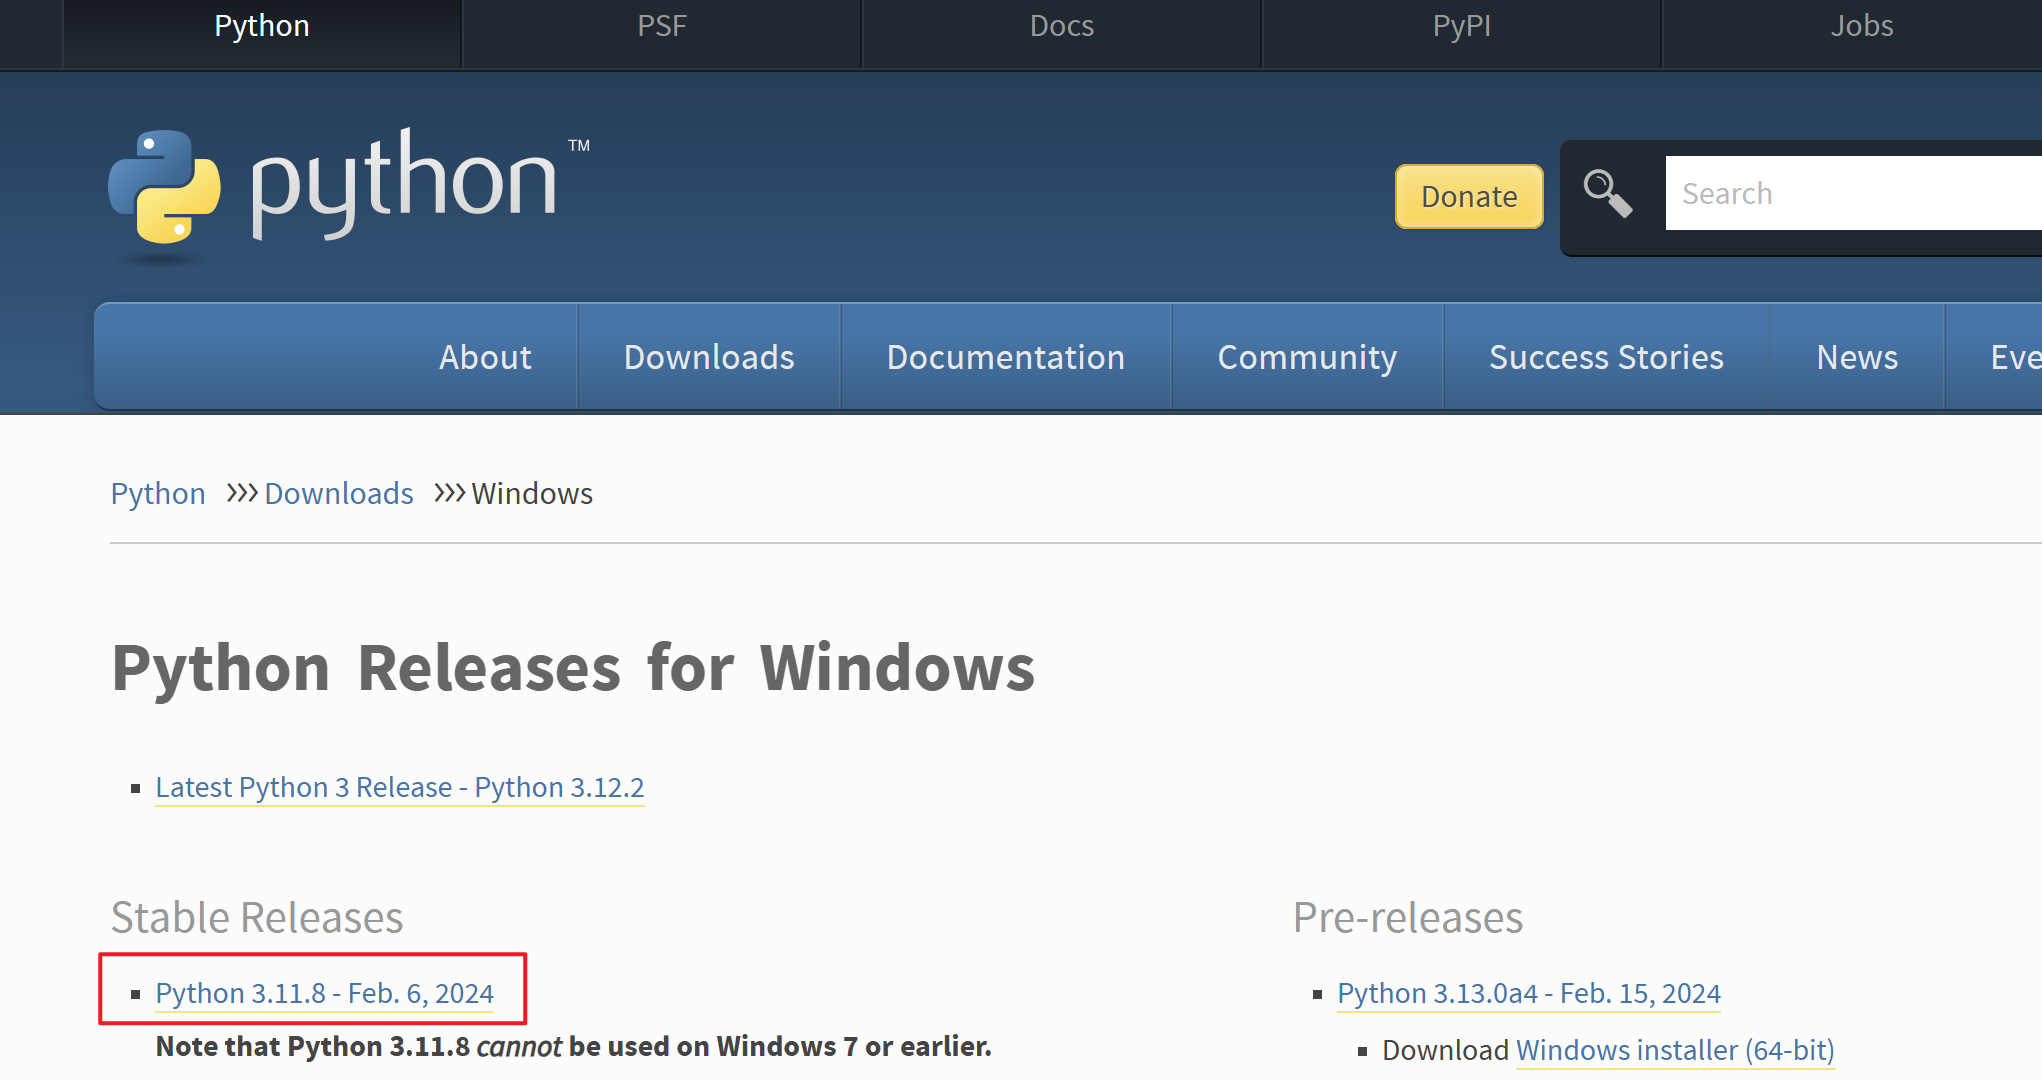 Python PSF Docs PyPI Jobs
python™
Donate Search
About Downloads Documentation Community Success Stories News Eve
Python >>> Downloads >>> Windows
Python Releases for Windows
Latest Python 3 Release - Python 3.12.2
Stable Releases
Python 3.11.8 - Feb. 6, 2024
Note that Python 3.11.8 cannot be used on Windows 7 or earlier.
Pre-releases
Python 3.13.0a4 - Feb. 15, 2024
Download Windows installer (64-bit)